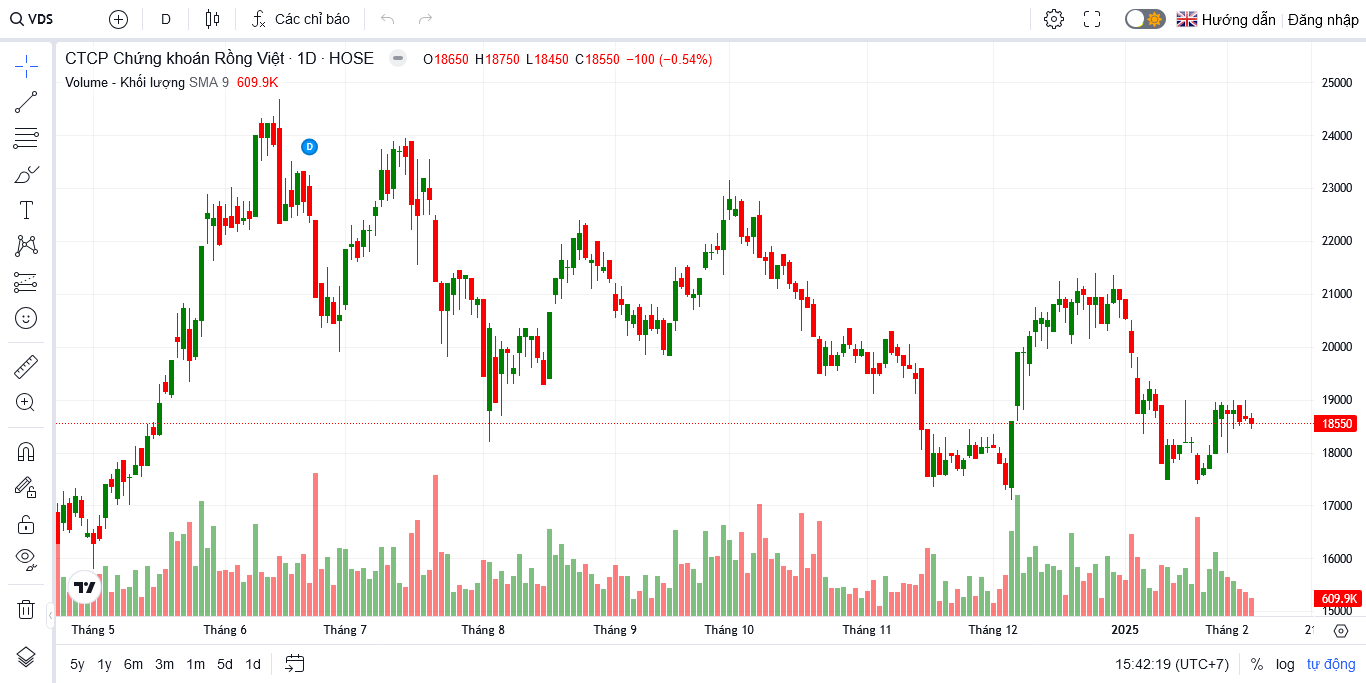 VDS
D
Các chỉ báo
Hướng dẫn
Đăng nhập
CTCP Chứng khoán Rồng Việt · 1D · HOSE
O18650 H18750 L18450 C18550 −100 (−0.54%)
Volume - Khối lượng SMA 9 609.9K
D
25000
24000
23000
22000
21000
20000
19000
18550
18000
17000
16000
609.9K
15000
Tháng 5
Tháng 6
Tháng 7
Tháng 8
Tháng 9
Tháng 10
Tháng 11
Tháng 12
2025
Tháng 2
5y 1y 6m 3m 1m 5d 1d
15:42:19 (UTC+7)
% log tự động